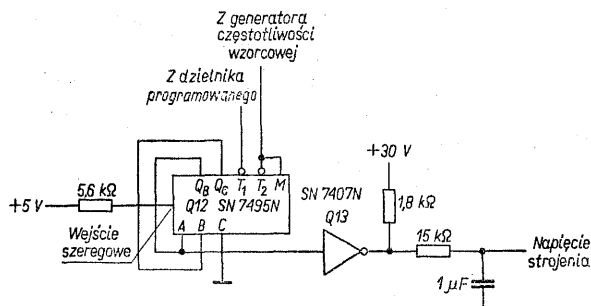 Z generatora
częstotliwości
wzorcowej
Z dzielnika
programowanego
+30 V
Q_B Q_C T_1 T_2 M
SN 7407N
Q13
1,8 kΩ
+5 V
5,6 kΩ
Q12 SN 7495N
15 kΩ
Napięcie
strojenia
Wejście
szeregowe
A B C
1 μF